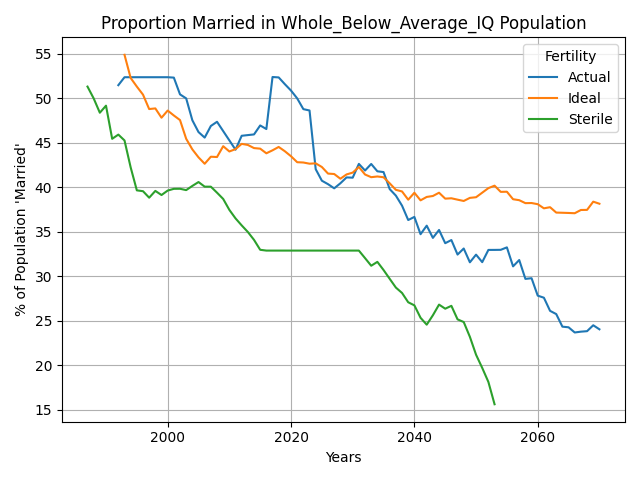 Proportion Married in Whole_Below_Average_IQ Population
% of Population 'Married'
55
50
45
40
35
30
25
20
15
Fertility
Actual
Ideal
Sterile
2000
2020
2040
2060
Years